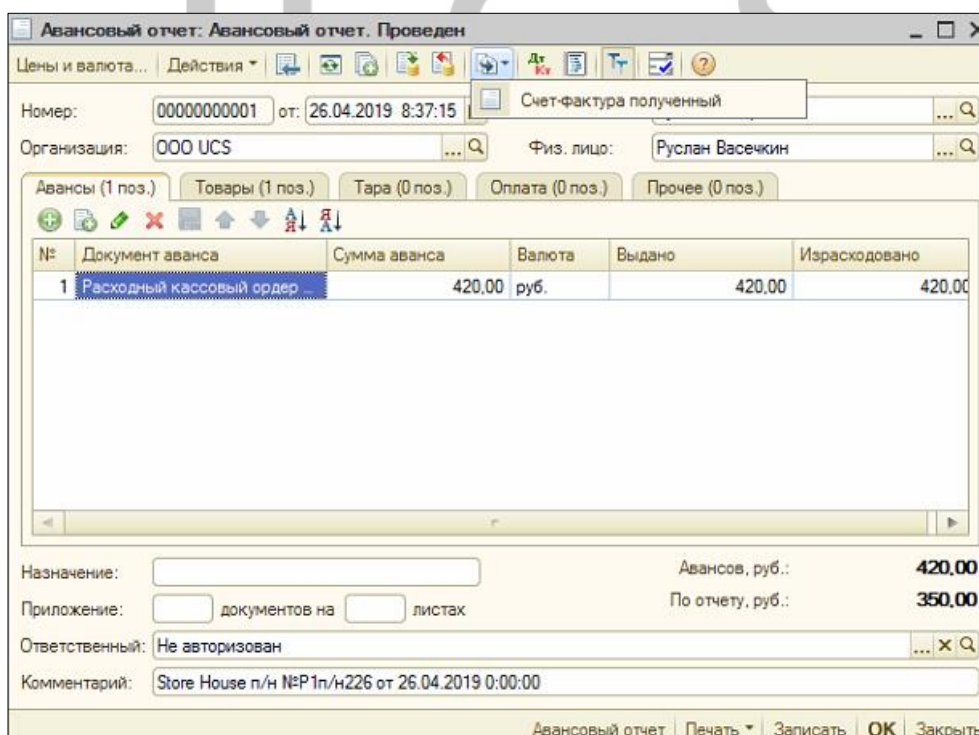 Авансовый отчет: Авансовый отчет. Проведен
Цены и валюта... Действия Дт Кт
Счет-фактура полученный
Номер: 00000000001 от: 26.04.2019 8:37:15
Организация: ООО UCS ... Физ. лицо: Руслан Васечкин ...
Авансы (1 поз.) Товары (1 поз.) Тара (0 поз.) Оплата (0 поз.) Прочее (0 поз.)
№ Документ аванса Сумма аванса Валюта Выдано Израсходовано
1 Расходный кассовый ордер ... 420,00 руб. 420,00 420,00
Назначение: Авансов, руб.: 420,00
Приложение: документов на листах По отчету, руб.: 350,00
Ответственный: Не авторизован ...
Комментарий: Store House п/н №Р1п/н226 от 26.04.2019 0:00:00
Авансовый отчет Печать Записать ОК Закрыть